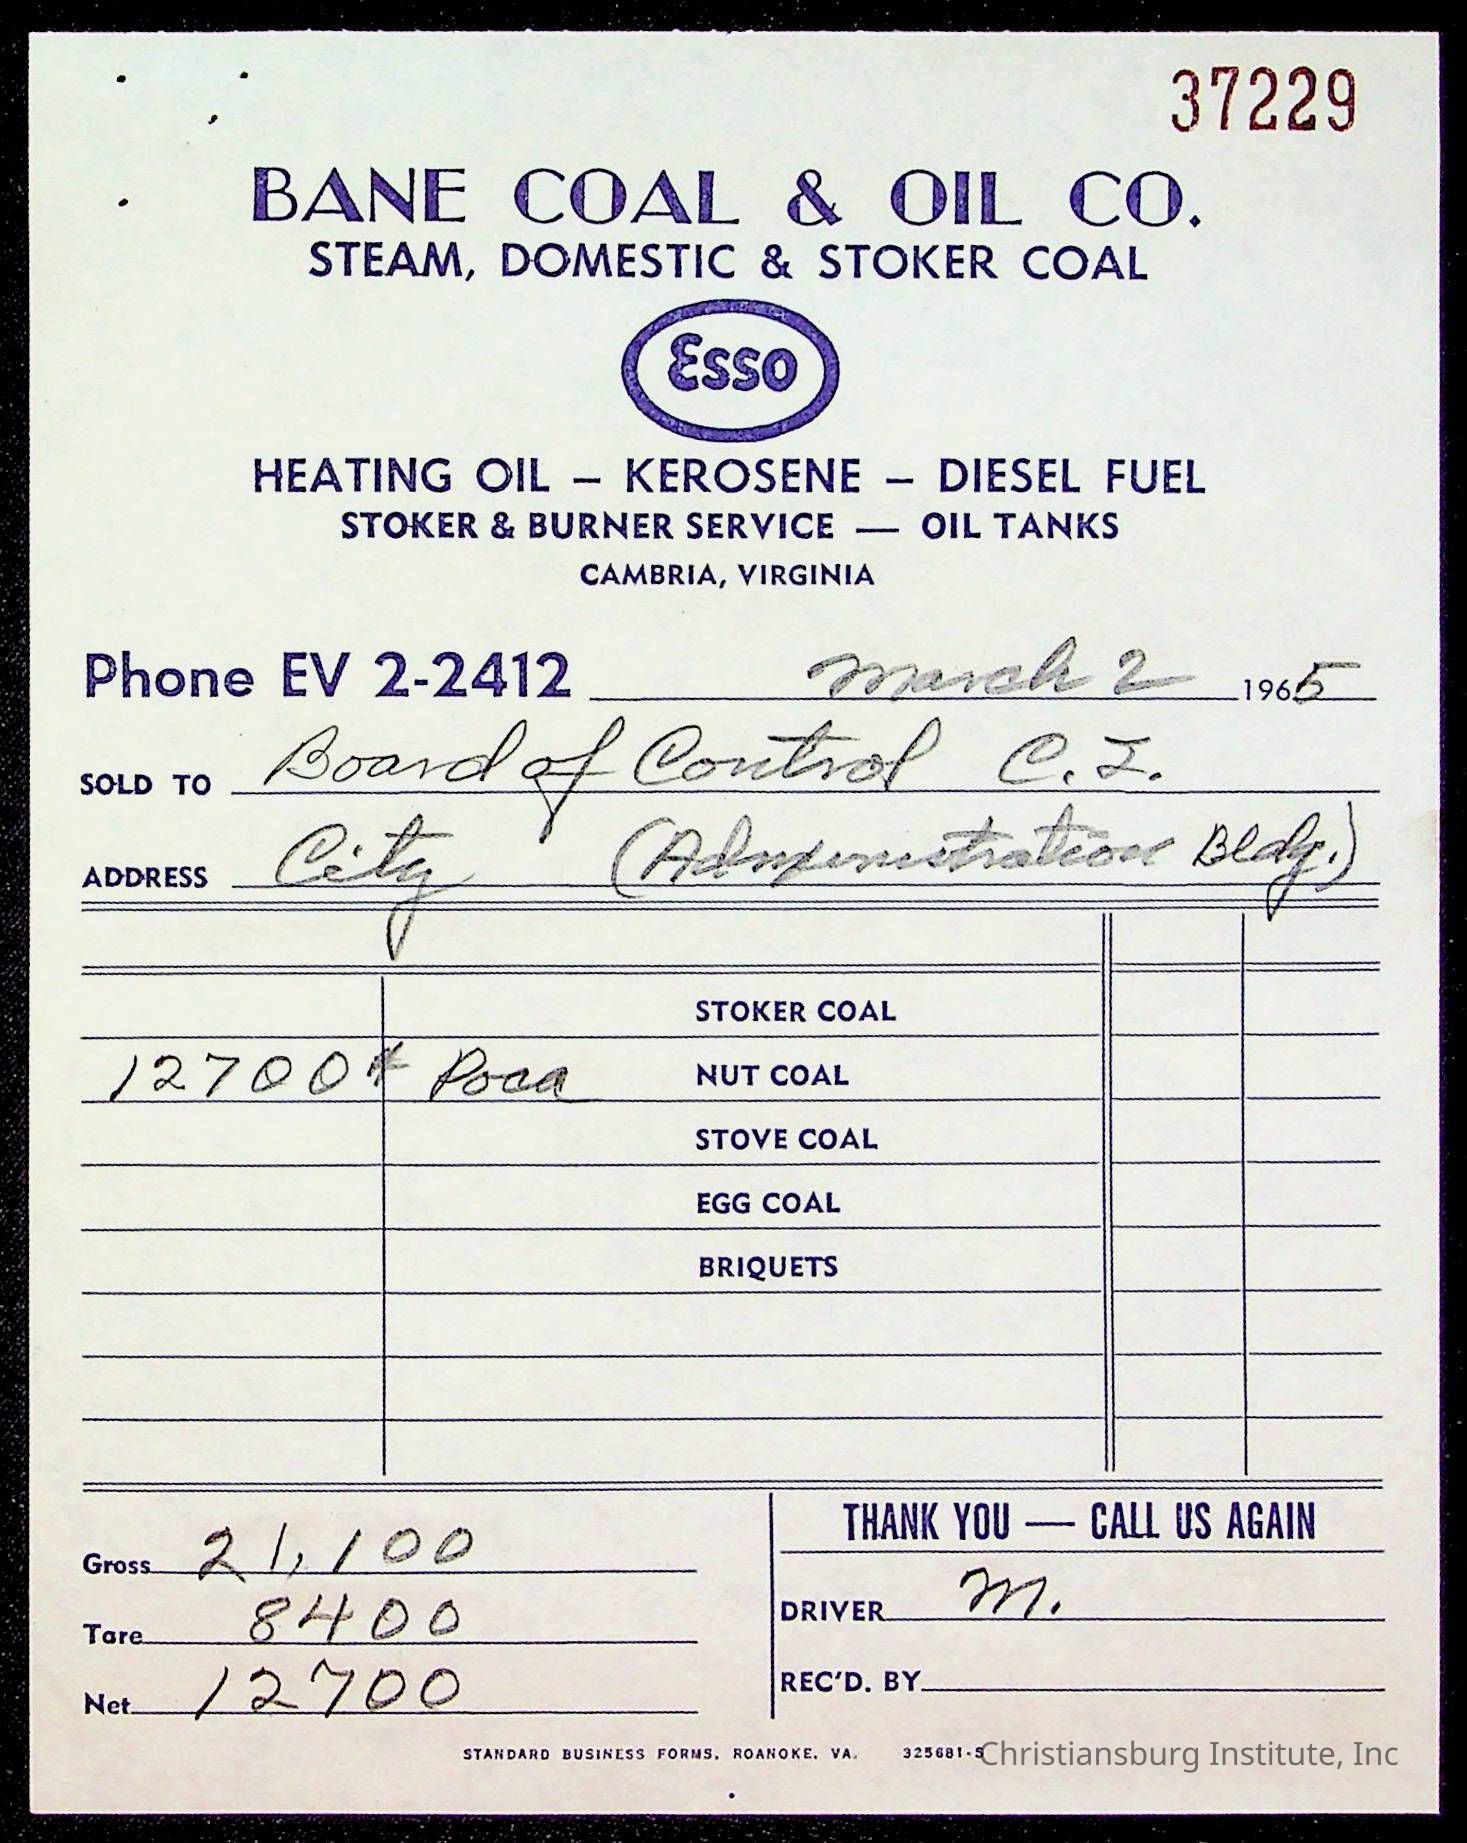 37229
BANE COAL & OIL CO.
STEAM, DOMESTIC & STOKER COAL
Esso
HEATING OIL – KEROSENE – DIESEL FUEL
STOKER & BURNER SERVICE — OIL TANKS
CAMBRIA, VIRGINIA
Phone EV 2-2412 March 2 1965
SOLD TO Board of Control C. I.
ADDRESS City (Administration Bldg.)
STOKER COAL
12700# Poca NUT COAL
STOVE COAL
EGG COAL
BRIQUETS
THANK YOU — CALL US AGAIN
Gross 21,100
Tare 8400
Net 12700
DRIVER M.
REC'D. BY
STANDARD BUSINESS FORMS, ROANOKE, VA. 325681-S
Christiansburg Institute, Inc